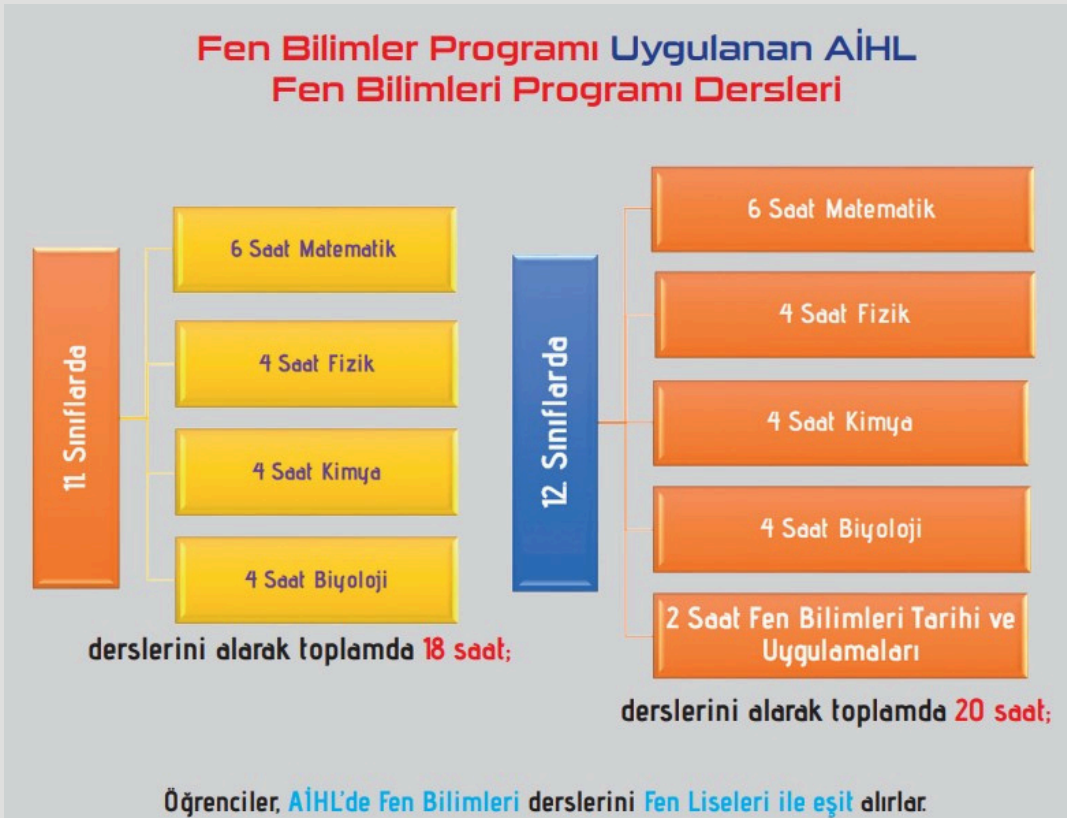 Fen Bilimler Programı Uygulanan AİHL
Fen Bilimleri Programı Dersleri
11. Sınıflarda
6 Saat Matematik
4 Saat Fizik
4 Saat Kimya
4 Saat Biyoloji
derslerini alarak toplamda 18 saat;
12. Sınıflarda
6 Saat Matematik
4 Saat Fizik
4 Saat Kimya
4 Saat Biyoloji
2 Saat Fen Bilimleri Tarihi ve
Uygulamaları
derslerini alarak toplamda 20 saat;
Öğrenciler, AİHL'de Fen Bilimleri derslerini Fen Liseleri ile eşit alırlar.